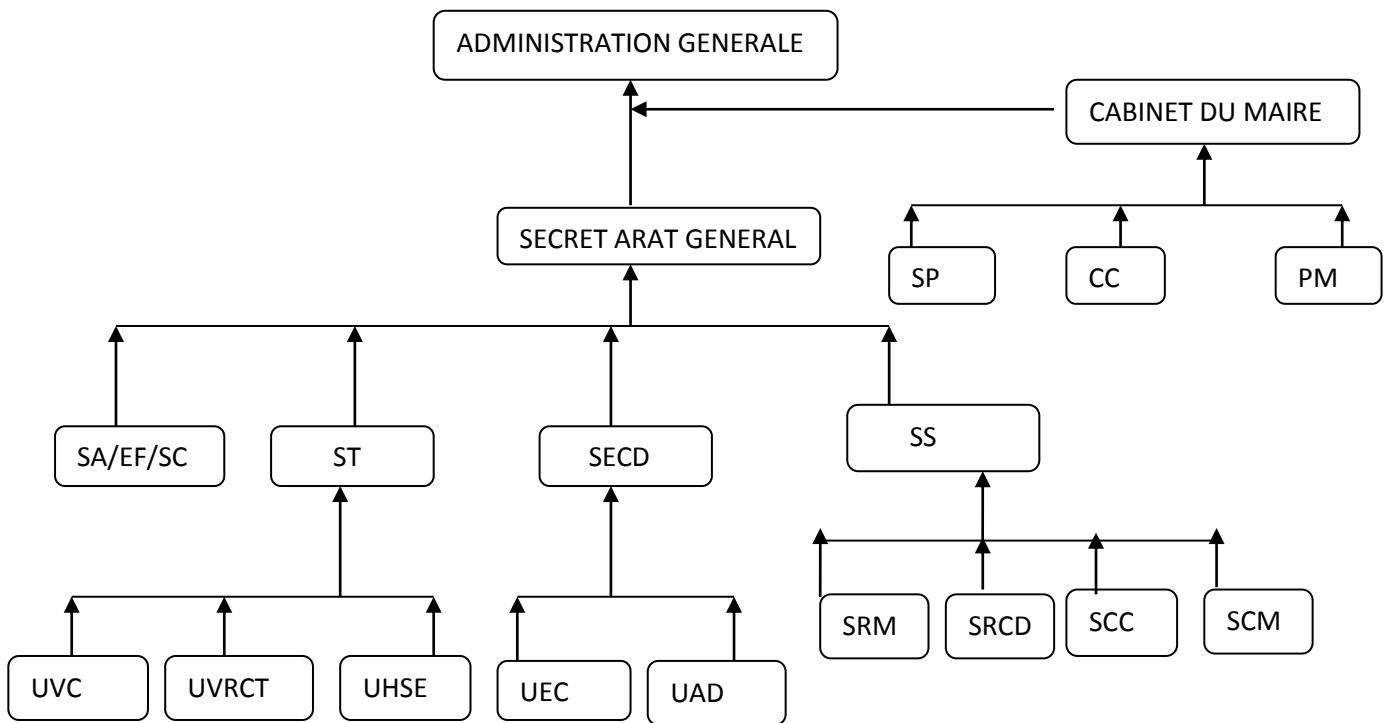 ADMINISTRATION GENERALE
CABINET DU MAIRE
SECRET ARAT GENERAL
SP
CC
PM
SA/EF/SC
ST
SECD
SS
SRM
SRCD
SCC
SCM
UVC
UVRCT
UHSE
UEC
UAD